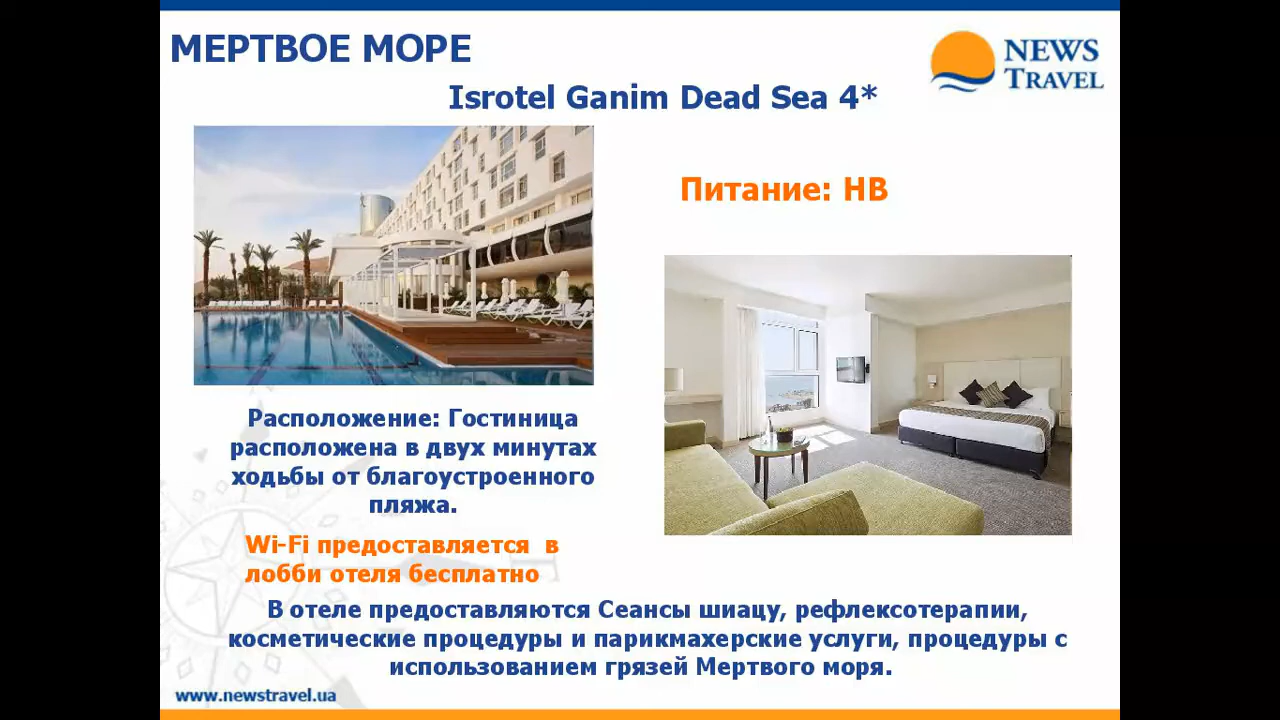 МЕРТВОЕ МОРЕ
NEWS
TRAVEL
Isrotel Ganim Dead Sea 4*
Питание: HB
Расположение: Гостиница
расположена в двух минутах
ходьбы от благоустроенного
пляжа.
Wi-Fi предоставляется в
лобби отеля бесплатно
В отеле предоставляются Сеансы шиацу, рефлексотерапии,
косметические процедуры и парикмахерские услуги, процедуры с
использованием грязей Мертвого моря.
www.newstravel.ua